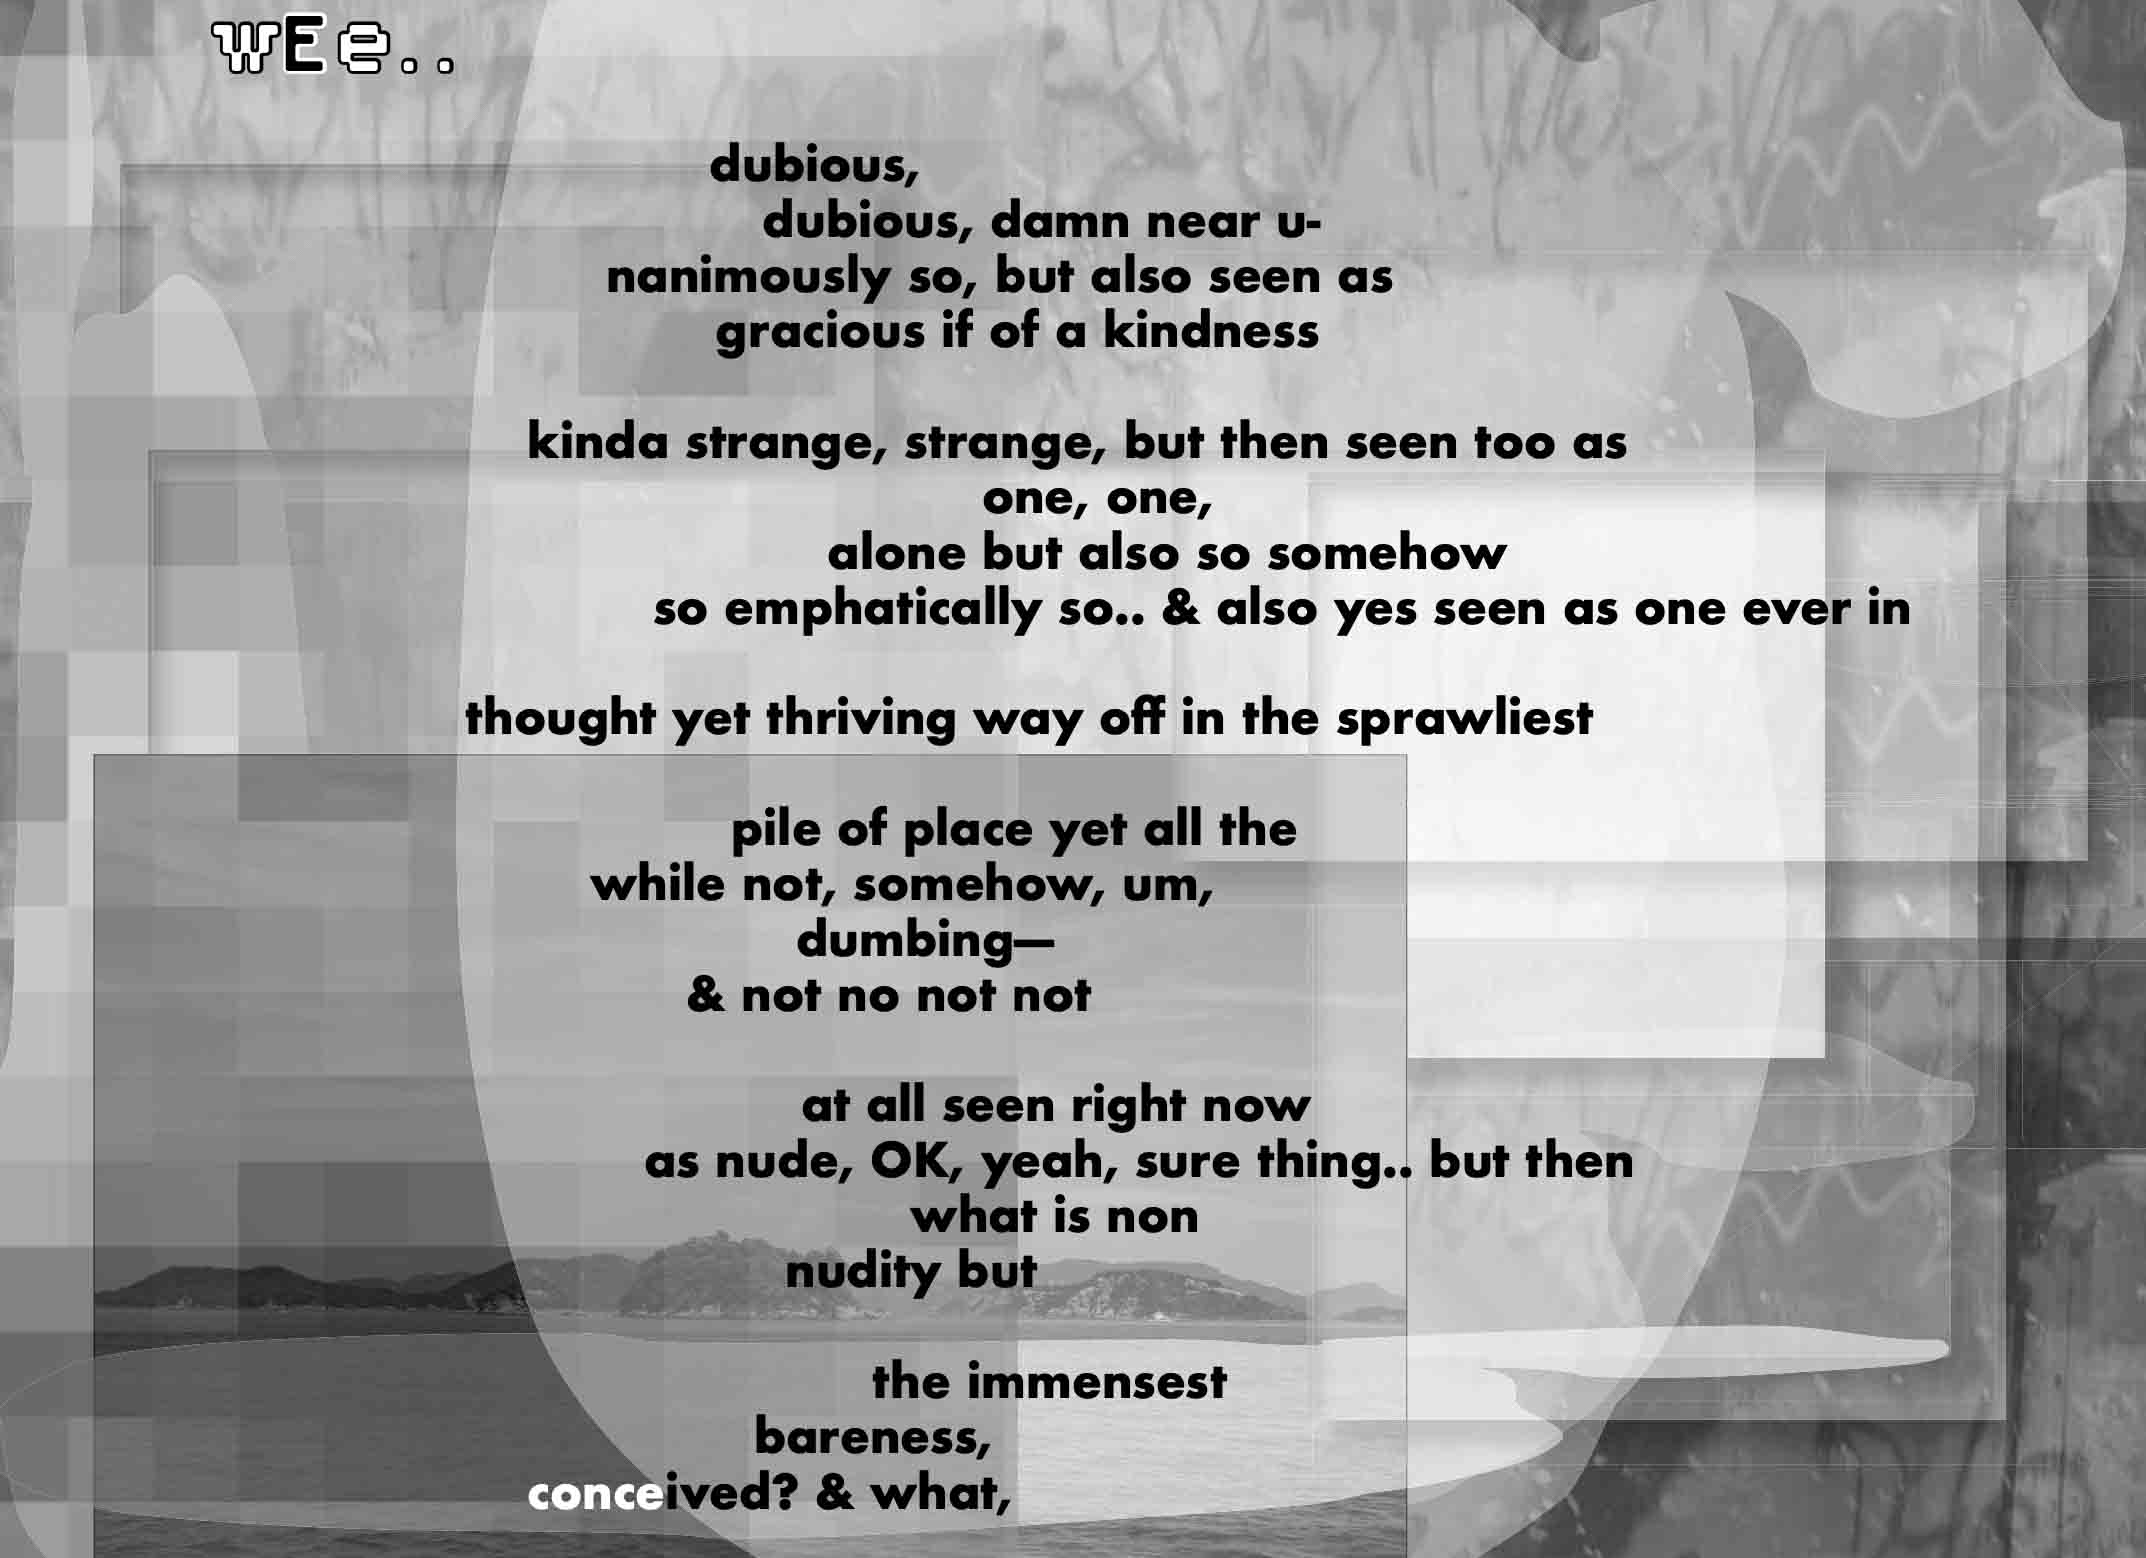 wEe..
dubious,
dubious, damn near u-
nanimously so, but also seen as
gracious if of a kindness
kinda strange, strange, but then seen too as
one, one,
alone but also so somehow
so emphatically so.. & also yes seen as one ever in
thought yet thriving way off in the sprawliest
pile of place yet all the
while not, somehow, um,
dumbing—
& not no not not
at all seen right now
as nude, OK, yeah, sure thing.. but then
what is non
nudity but
the immensest
bareness,
conceived? & what,